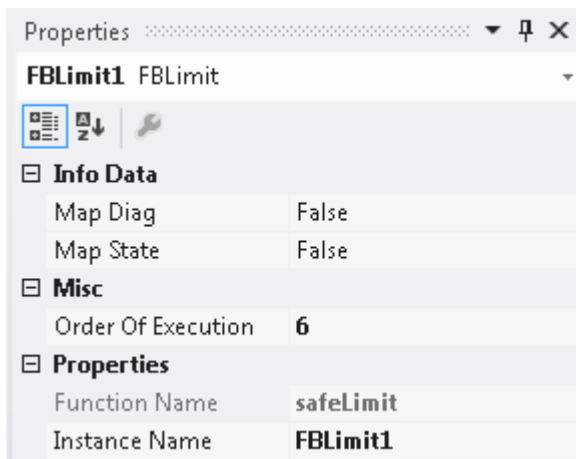 Properties
FBLimit1 FBLimit
Info Data
Map Diag False
Map State False
Misc
Order Of Execution 6
Properties
Function Name safeLimit
Instance Name FBLimit1